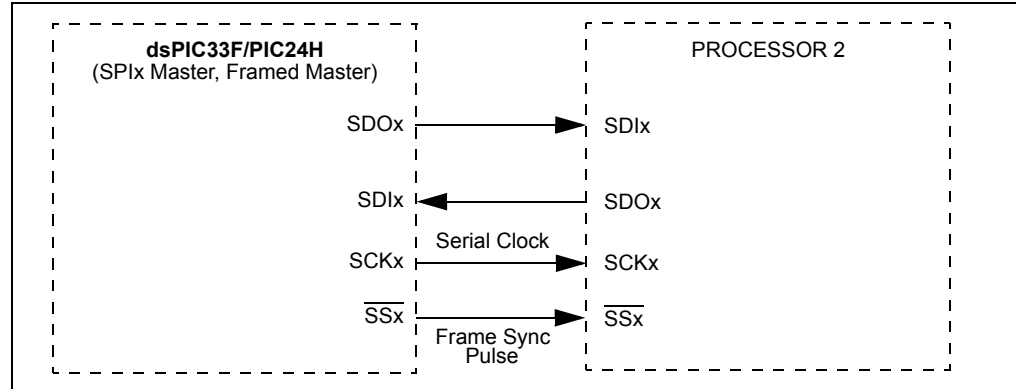 dsPIC33F/PIC24H
(SPIx Master, Framed Master)
PROCESSOR 2
SDOx
SDIx
SDIx
SDOx
Serial Clock
SCKx
SCKx
SSx
SSx
Frame Sync
Pulse